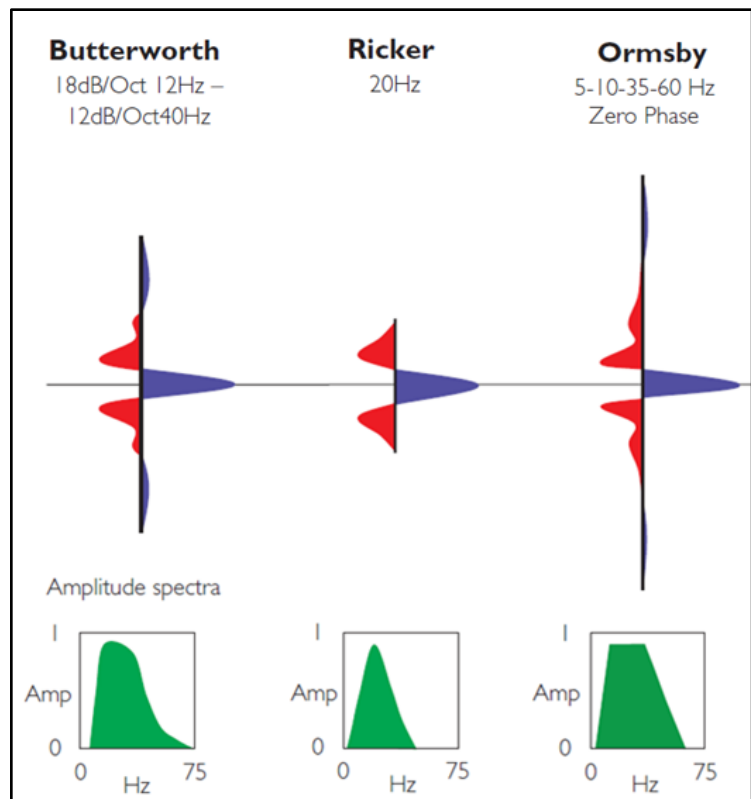 Butterworth
18dB/Oct 12Hz –
12dB/Oct40Hz
Ricker
20Hz
Ormsby
5-10-35-60 Hz
Zero Phase
Amplitude spectra
1
Amp
0
0
75
Hz
1
Amp
0
0
75
Hz
1
Amp
0
0
75
Hz